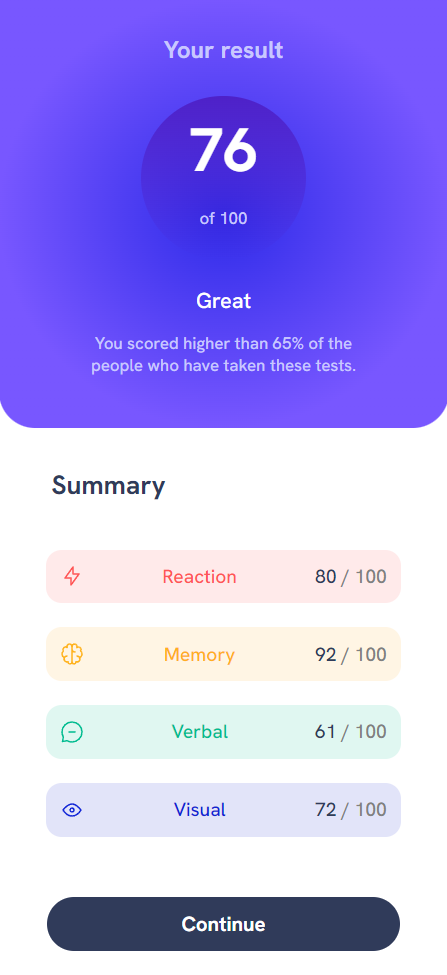 Your result
76
of 100
Great
You scored higher than 65% of the
people who have taken these tests.
Summary
Reaction 80 / 100
Memory 92 / 100
Verbal 61 / 100
Visual 72 / 100
Continue